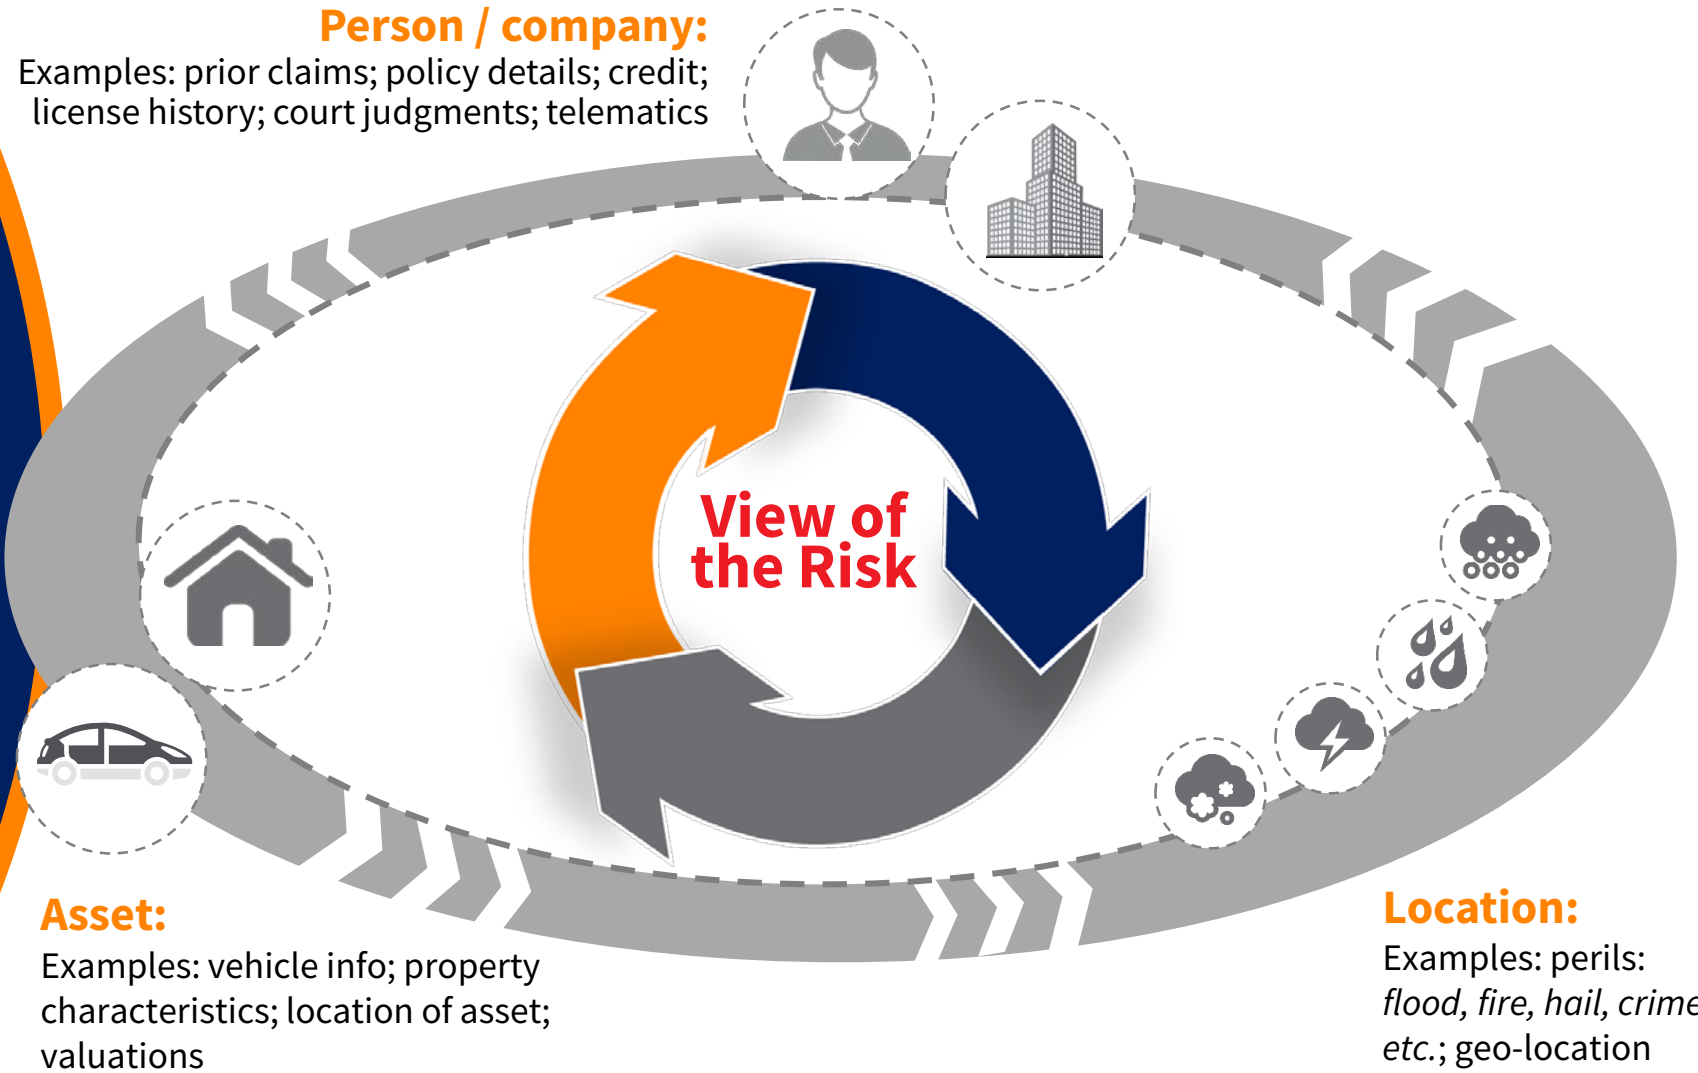 Person / company:
Examples: prior claims; policy details; credit;
license history; court judgments; telematics
View of
the Risk
Asset:
Examples: vehicle info; property
characteristics; location of asset;
valuations
Location:
Examples: perils:
flood, fire, hail, crime
etc.; geo-location